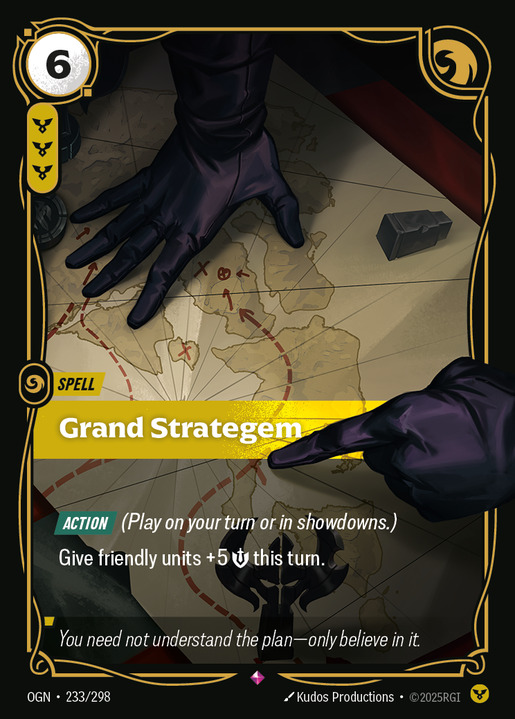 6
SPELL
Grand Strategem
ACTION (Play on your turn or in showdowns.)
Give friendly units +5 this turn.
You need not understand the plan—only believe in it.
OGN • 233/298
Kudos Productions • ©2025RGI